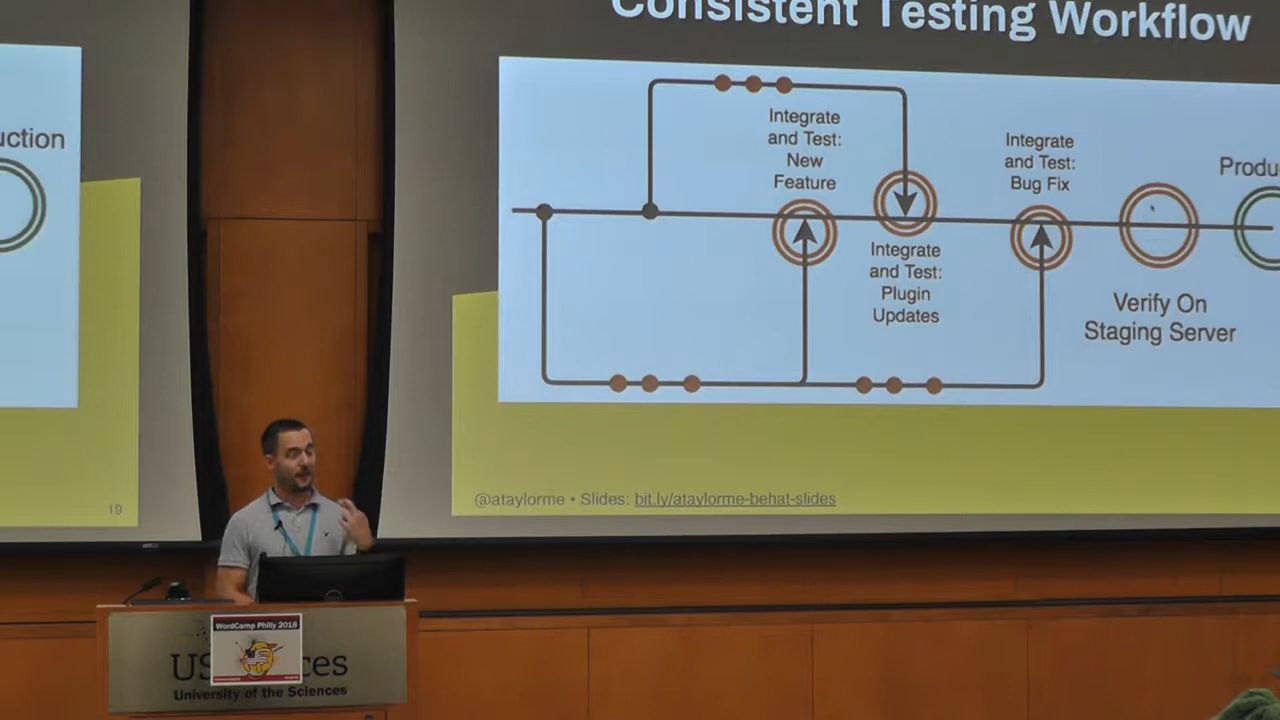 Consistent Testing Workflow
uction
Integrate
and Test:
New
Feature
Integrate
and Test:
Bug Fix
Produ
Integrate
and Test:
Plugin
Updates
Verify On
Staging Server
@ataylorme • Slides: bit.ly/ataylorme-behat-slides
19
WordCamp Philly 2018
US ces
University of the Sciences